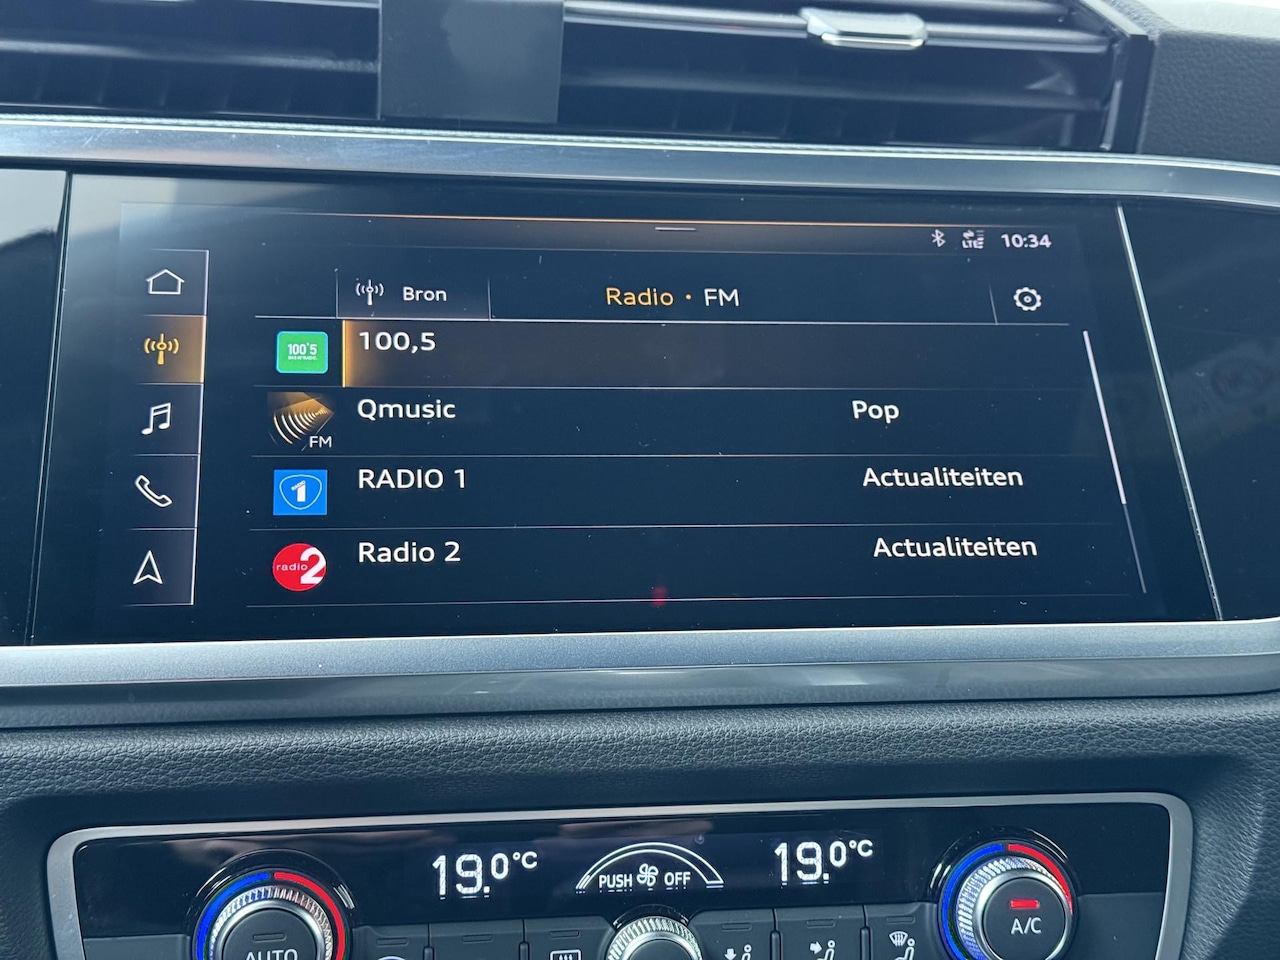 LTE 10:34
Bron
Radio • FM
100'5
100,5
FM
Qmusic
Pop
1
RADIO 1
Actualiteiten
radio 2
Radio 2
Actualiteiten
19.0°C
PUSH OFF
19.0°C
AUTO
A/C